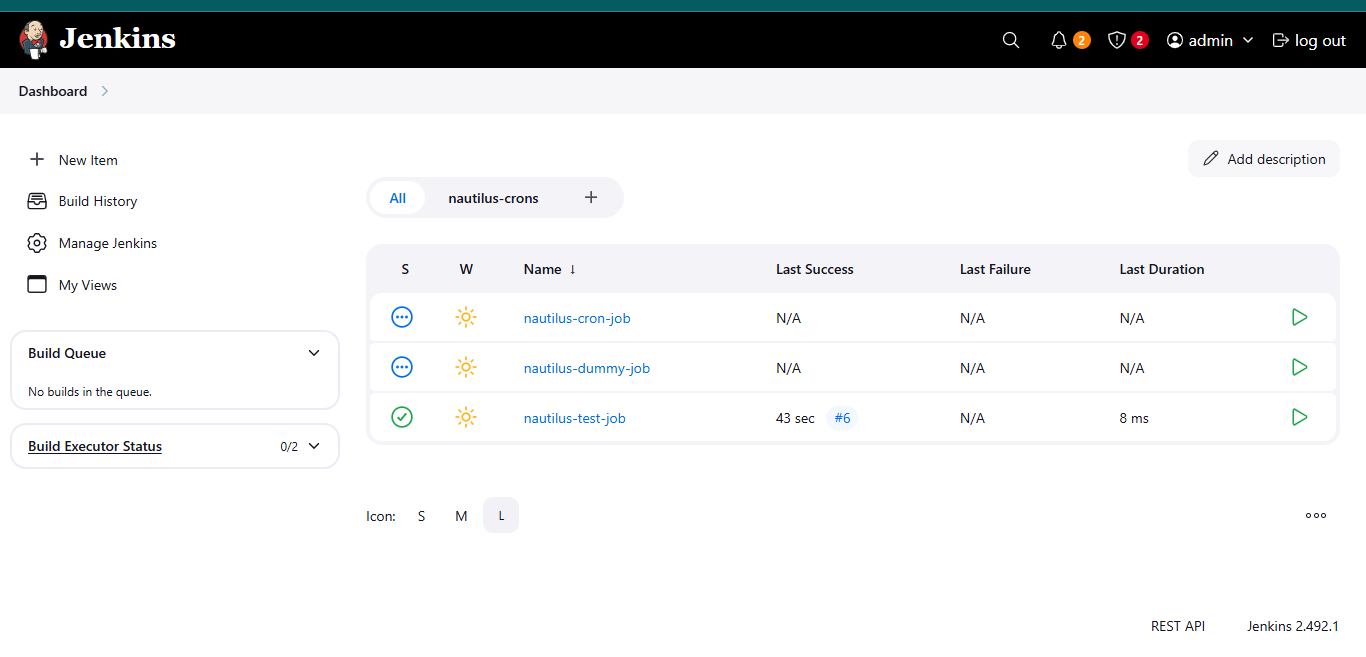 Jenkins
2 2 admin log out
Dashboard
New Item
Build History
Manage Jenkins
My Views
Build Queue
No builds in the queue.
Build Executor Status 0/2
Add description
All nautilus-crons +
S W Name ↓ Last Success Last Failure Last Duration
nautilus-cron-job N/A N/A N/A
nautilus-dummy-job N/A N/A N/A
nautilus-test-job 43 sec #6 N/A 8 ms
Icon: S M L
REST API Jenkins 2.492.1